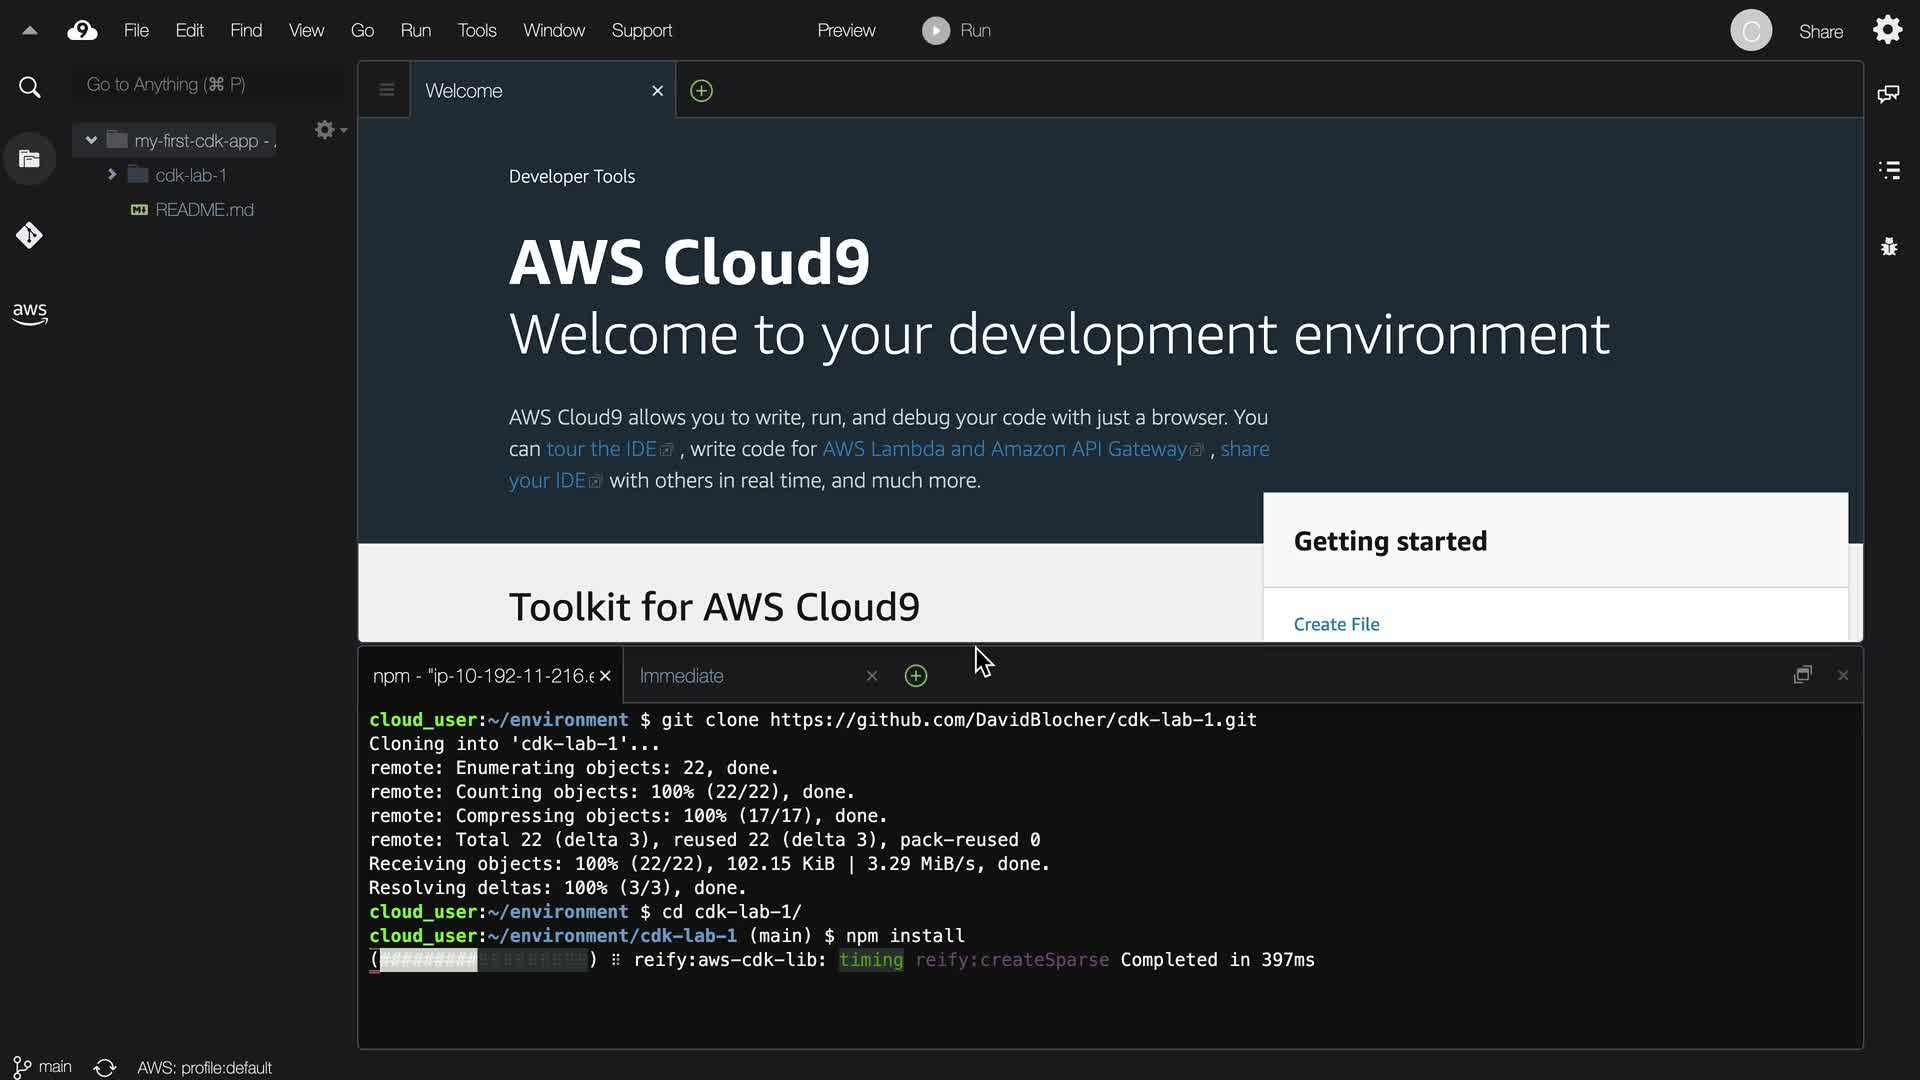 9 File Edit Find View Go Run Tools Window Support Preview Run C Share
Go to Anything (⌘ P)
Welcome
my-first-cdk-app -
cdk-lab-1
README.md
aws
Developer Tools
AWS Cloud9
Welcome to your development environment
AWS Cloud9 allows you to write, run, and debug your code with just a browser. You
can tour the IDE , write code for AWS Lambda and Amazon API Gateway , share
your IDE with others in real time, and much more.
Getting started
Toolkit for AWS Cloud9
Create File
npm - "ip-10-192-11-216.e Immediate
cloud_user:~/environment $ git clone https://github.com/DavidBlocher/cdk-lab-1.git
Cloning into 'cdk-lab-1'...
remote: Enumerating objects: 22, done.
remote: Counting objects: 100% (22/22), done.
remote: Compressing objects: 100% (17/17), done.
remote: Total 22 (delta 3), reused 22 (delta 3), pack-reused 0
Receiving objects: 100% (22/22), 102.15 KiB | 3.29 MiB/s, done.
Resolving deltas: 100% (3/3), done.
cloud_user:~/environment $ cd cdk-lab-1/
cloud_user:~/environment/cdk-lab-1 (main) $ npm install
(#########) ⠇ reify:aws-cdk-lib: timing reify:createSparse Completed in 397ms
main AWS: profile:default